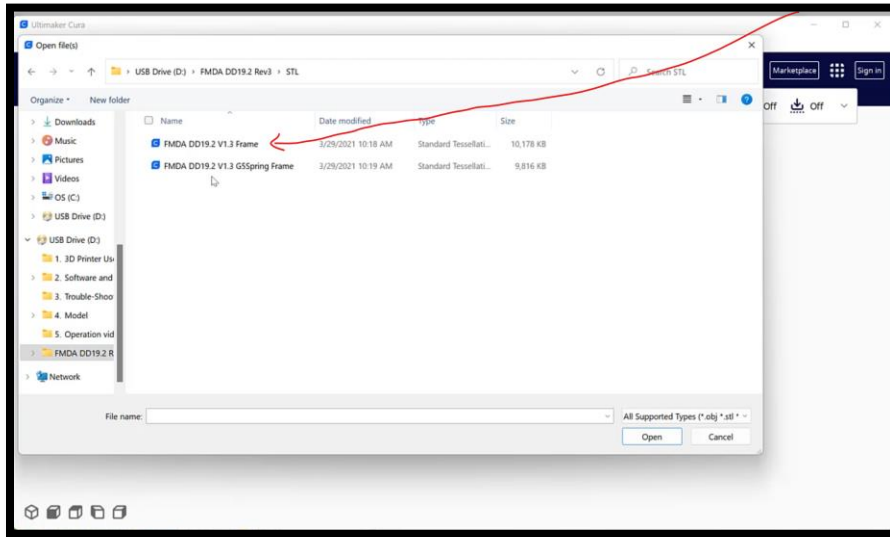 Ultimaker Cura
Open file(s)
USB Drive (D:) › FMDA DD19.2 Rev3 › STL
Search STL
Marketplace
Sign in
Organize
New folder
off
Off
Name
Date modified
Type
Size
FMDA DD19.2 V1.3 Frame
3/29/2021 10:18 AM
Standard Tessellati...
10,178 KB
FMDA DD19.2 V1.3 G5Spring Frame
3/29/2021 10:19 AM
Standard Tessellati...
9,816 KB
Downloads
Music
Pictures
Videos
OS (C:)
USB Drive (D:)
USB Drive (D:)
1. 3D Printer Us
2. Software and
3. Trouble-Shoo
4. Model
5. Operation vid
FMDA DD19.2 R
Network
File name:
All Supported Types (*.obj *.stl *
Open
Cancel